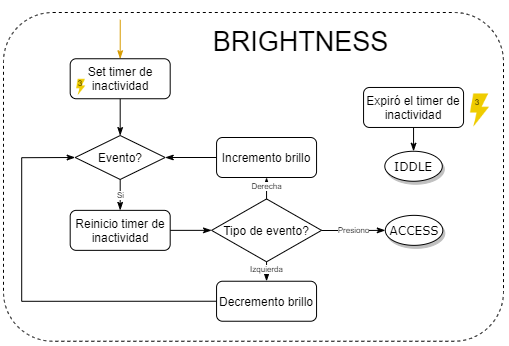 BRIGHTNESS
Set timer de
inactividad
3
Expiró el timer de
inactividad
3
Evento?
Incremento brillo
IDDLE
Derecha
Si
Reinicio timer de
inactividad
Tipo de evento?
Presiono
ACCESS
Izquierda
Decremento brillo